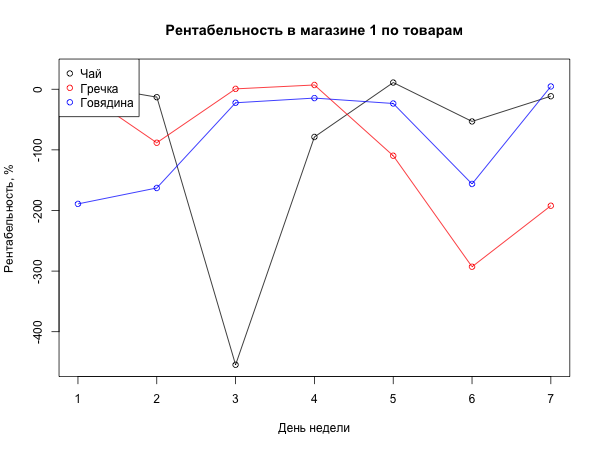 Рентабельность в магазине 1 по товарам
Чай
Гречка
Говядина
Рентабельность, %
0
-100
-200
-300
-400
1 2 3 4 5 6 7
День недели